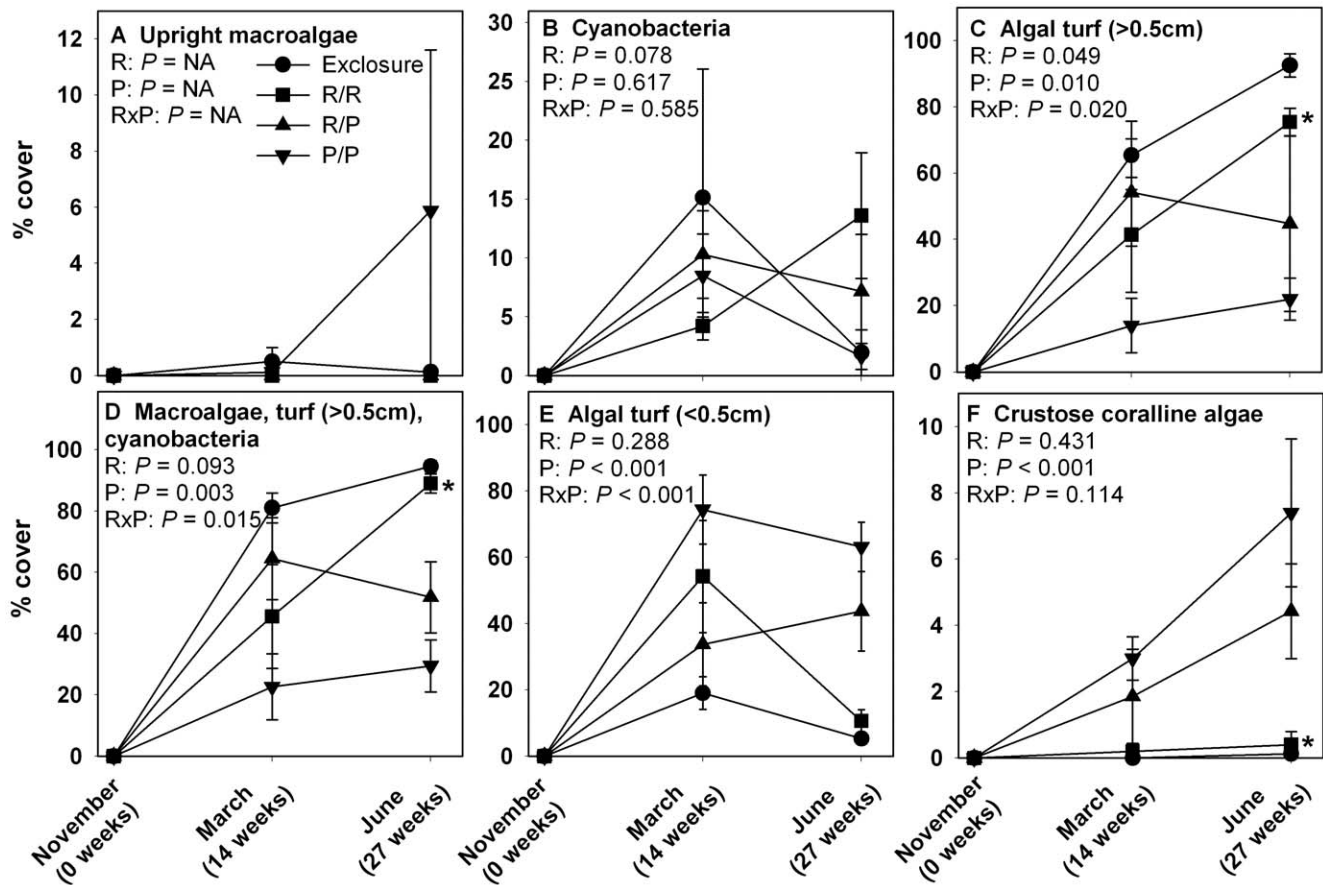 A Upright macroalgae
R: P = NA
P: P = NA
RxP: P = NA
Exclosure
R/R
R/P
P/P
% cover
12
10
8
6
4
2
0
B Cyanobacteria
R: P = 0.078
P: P = 0.617
RxP: P = 0.585
30
25
20
15
10
5
0
C Algal turf (>0.5cm)
R: P = 0.049
P: P = 0.010
RxP: P = 0.020
100
80
60
40
20
0
*
D Macroalgae, turf (>0.5cm),
cyanobacteria
R: P = 0.093
P: P = 0.003
RxP: P = 0.015
% cover
100
80
60
40
20
0
*
E Algal turf (<0.5cm)
R: P = 0.288
P: P < 0.001
RxP: P < 0.001
100
80
60
40
20
0
F Crustose coralline algae
R: P = 0.431
P: P < 0.001
RxP: P = 0.114
10
8
6
4
2
0
*
November
(0 weeks)
March
(14 weeks)
June
(27 weeks)
November
(0 weeks)
March
(14 weeks)
June
(27 weeks)
November
(0 weeks)
March
(14 weeks)
June
(27 weeks)